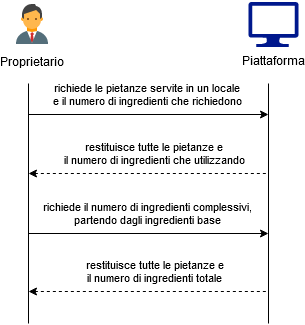 Proprietario
Piattaforma
richiede le pietanze servite in un locale
e il numero di ingredienti che richiedono
restituisce tutte le pietanze e
il numero di ingredienti che utilizzando
richiede il numero di ingredienti complessivi,
partendo dagli ingredienti base
restituisce tutte le pietanze e
il numero di ingredienti totale